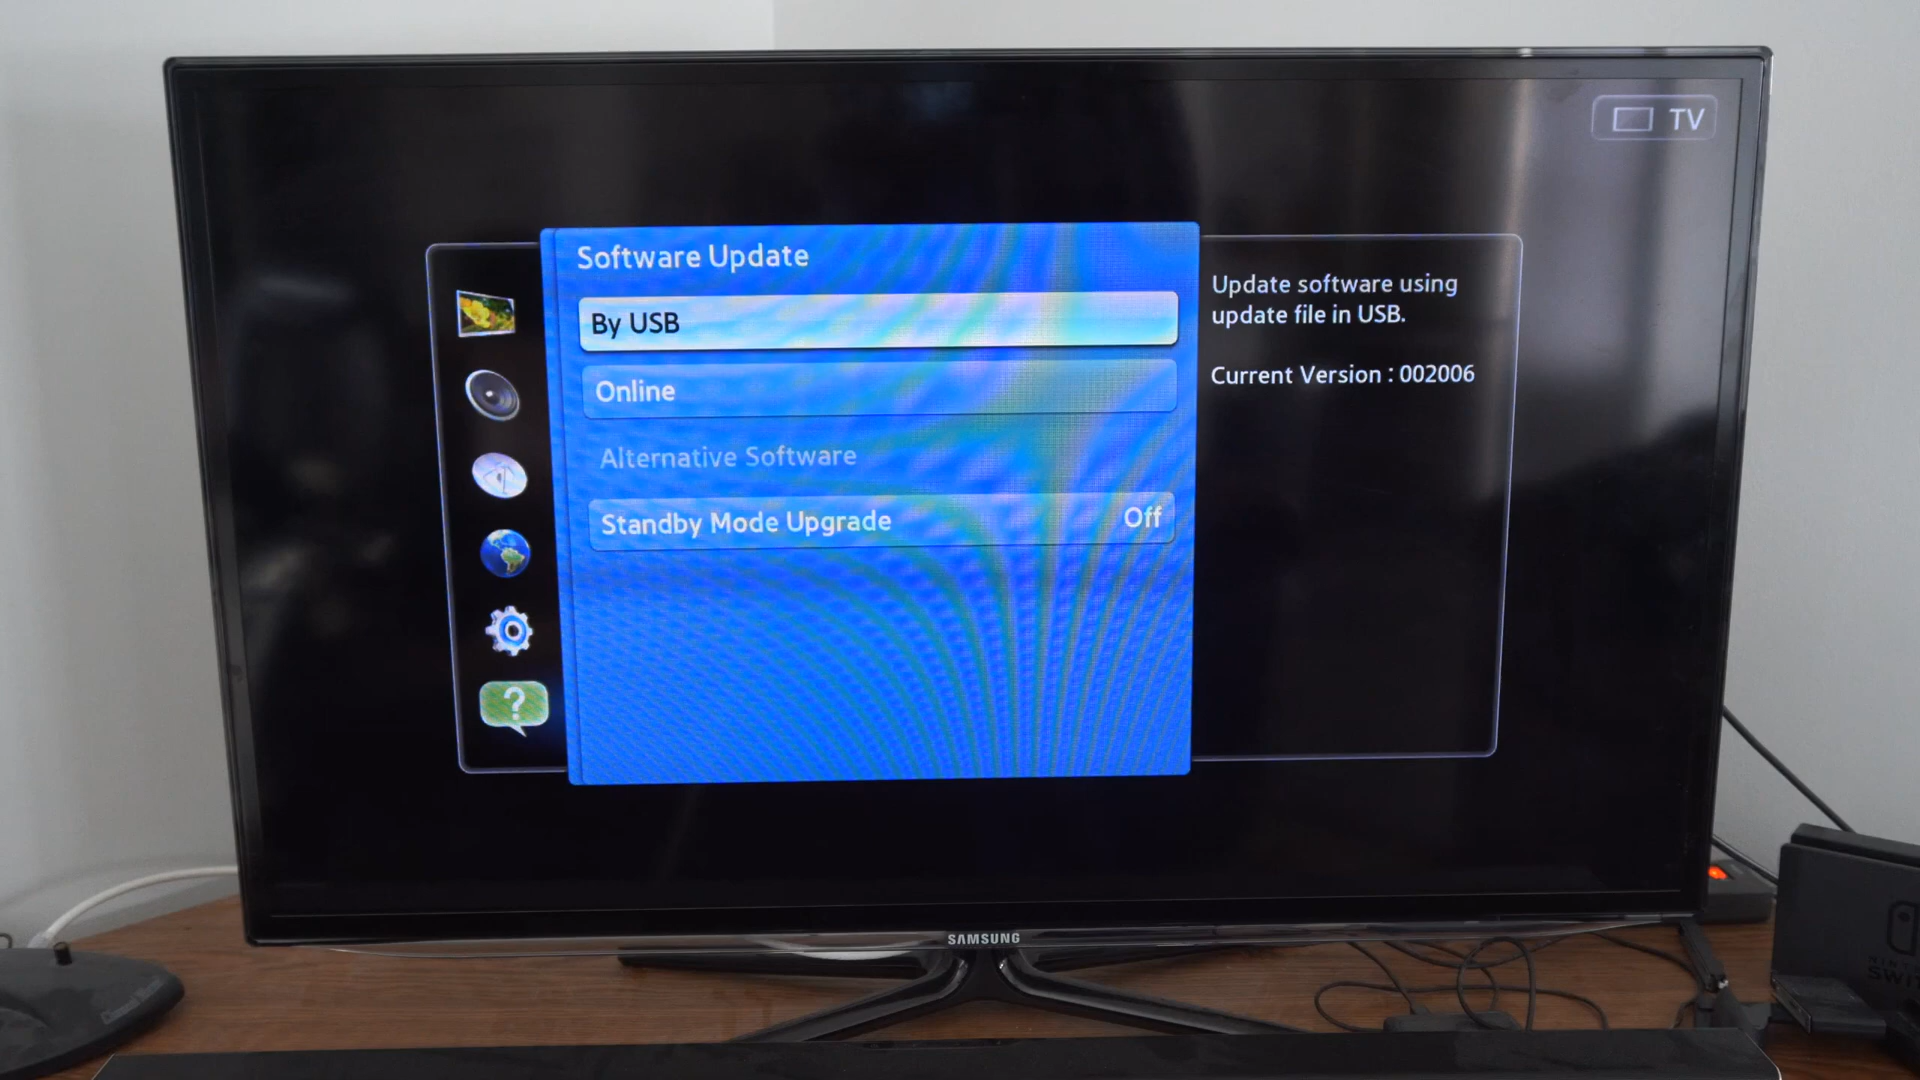 TV
Software Update
By USB
Online
Alternative Software
Standby Mode Upgrade Off
Update software using
update file in USB.
Current Version : 002006
SAMSUNG